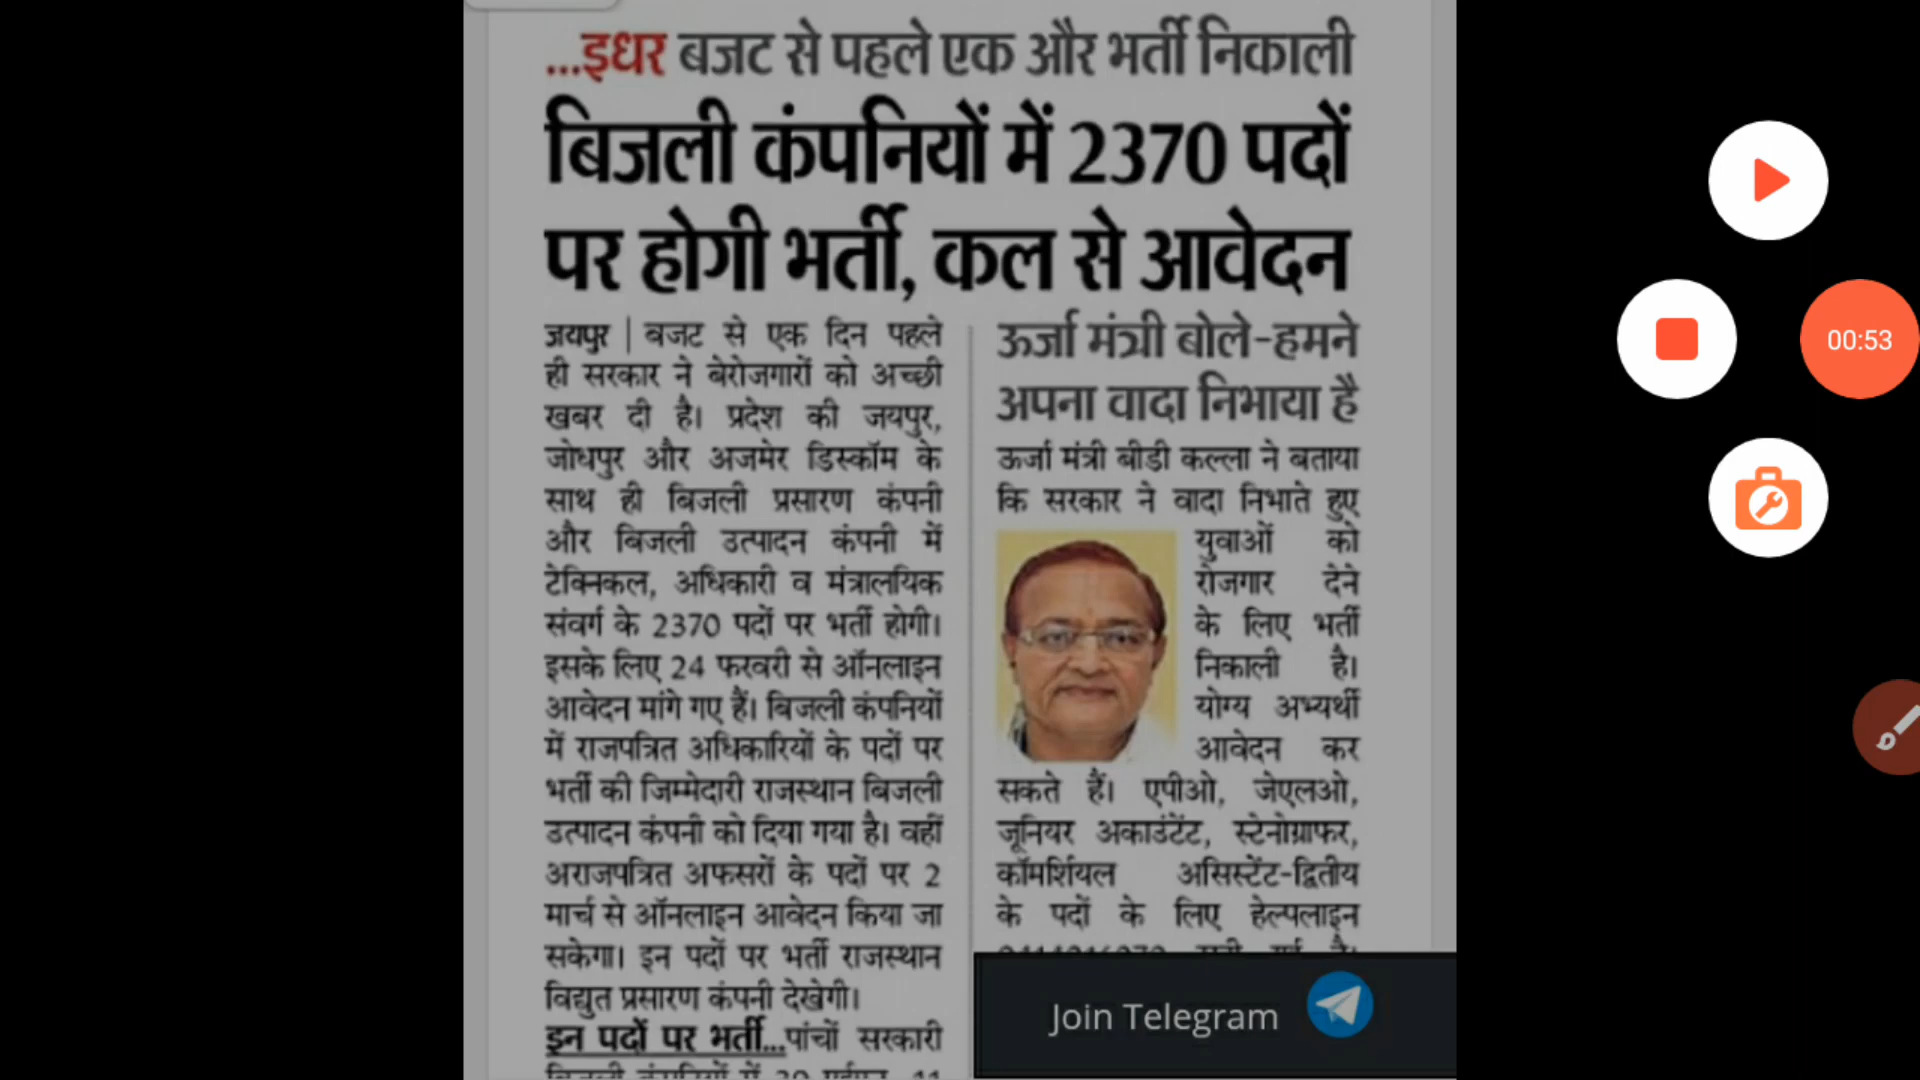 ...इधर बजट से पहले एक और भर्ती निकाली
बिजली कंपनियों में 2370 पदों
पर होगी भर्ती, कल से आवेदन
जयपुर | बजट से एक दिन पहले
ही सरकार ने बेरोजगारों को अच्छी
खबर दी है। प्रदेश की जयपुर,
जोधपुर और अजमेर डिस्कॉम के
साथ ही बिजली प्रसारण कंपनी
और बिजली उत्पादन कंपनी में
टेक्निकल, अधिकारी व मंत्रालयिक
संवर्ग के 2370 पदों पर भर्ती होगी।
इसके लिए 24 फरवरी से ऑनलाइन
आवेदन मांगे गए हैं। बिजली कंपनियों
में राजपत्रित अधिकारियों के पदों पर
भर्ती की जिम्मेदारी राजस्थान बिजली
उत्पादन कंपनी को दिया गया है। वहीं
अराजपत्रित अफसरों के पदों पर 2
मार्च से ऑनलाइन आवेदन किया जा
सकेगा। इन पदों पर भर्ती राजस्थान
विद्युत प्रसारण कंपनी देखेगी।
इन पदों पर भर्ती...पांचों सरकारी
ऊर्जा मंत्री बोले-हमने
अपना वादा निभाया है
ऊर्जा मंत्री बीडी कल्ला ने बताया
कि सरकार ने वादा निभाते हुए
युवाओं को
रोजगार देने
के लिए भर्ती
निकाली है।
योग्य अभ्यर्थी
आवेदन कर
सकते हैं। एपीओ, जेएलओ,
जूनियर अकाउंटेंट, स्टेनोग्राफर,
कॉमर्शियल असिस्टेंट-द्वितीय
के पदों के लिए हेल्पलाइन
Join Telegram
00:53